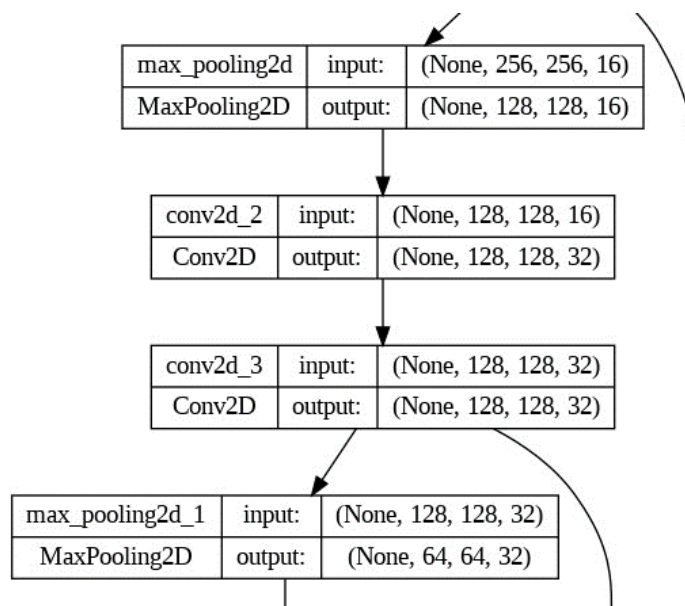 max_pooling2d input: (None, 256, 256, 16)
MaxPooling2D output: (None, 128, 128, 16)
conv2d_2 input: (None, 128, 128, 16)
Conv2D output: (None, 128, 128, 32)
conv2d_3 input: (None, 128, 128, 32)
Conv2D output: (None, 128, 128, 32)
max_pooling2d_1 input: (None, 128, 128, 32)
MaxPooling2D output: (None, 64, 64, 32)